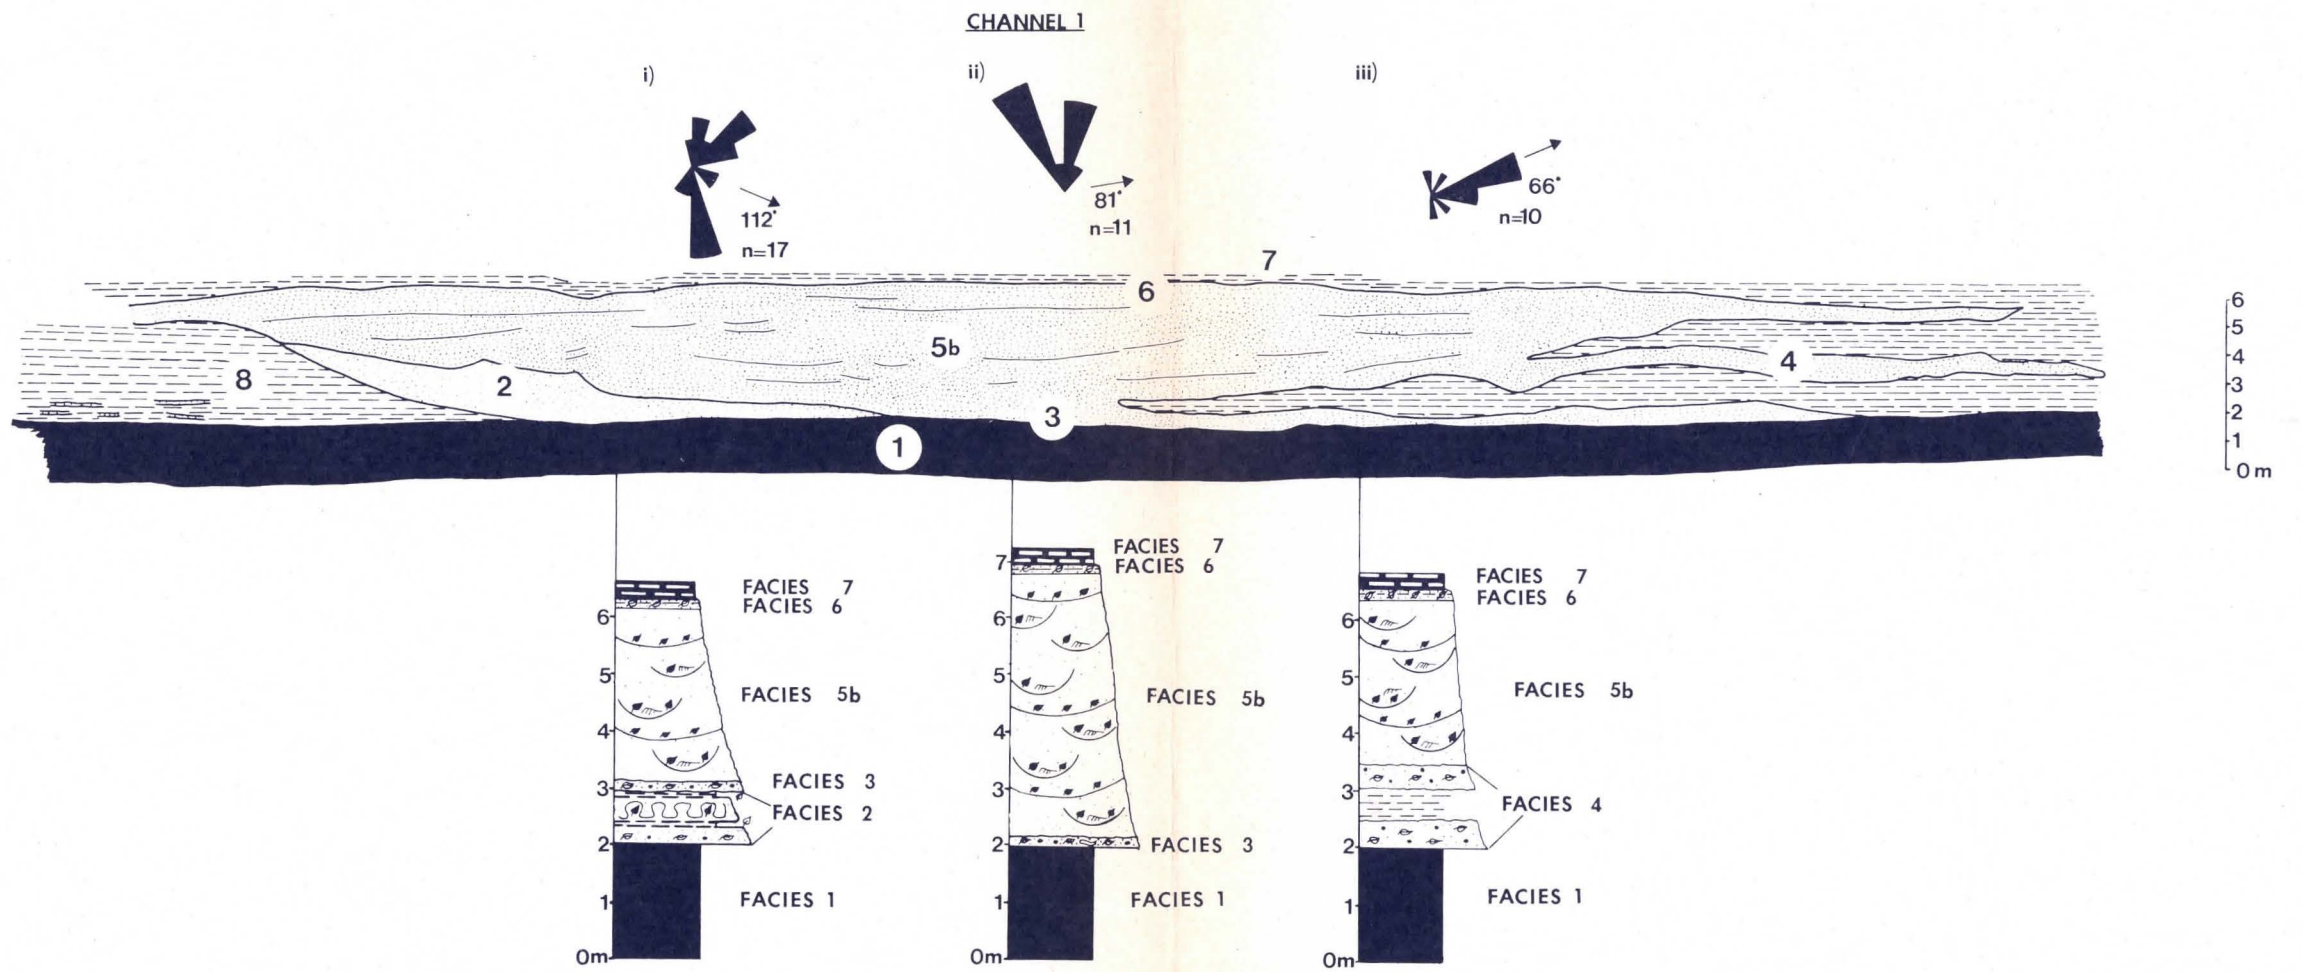 CHANNEL 1
i)
ii)
iii)
112°
n=17
81°
n=11
66°
n=10
7
6
5b
8
2
4
3
1
6
5
4
3
2
1
0 m
FACIES 7
FACIES 6
6
5
FACIES 5b
4
FACIES 3
3
FACIES 2
2
FACIES 1
1
0m
7
FACIES 7
FACIES 6
6
5
FACIES 5b
4
3
2
FACIES 3
FACIES 1
1
0m
FACIES 7
FACIES 6
6
5
FACIES 5b
4
3
FACIES 4
2
FACIES 1
1
0m